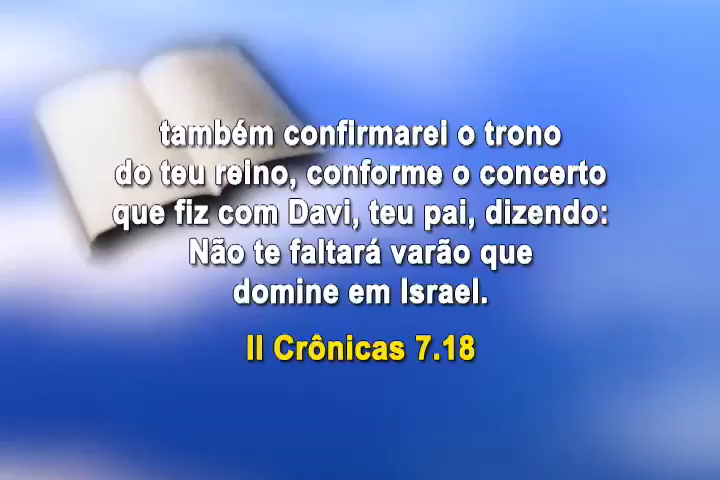 também confirmarei o trono
do teu reino, conforme o concerto
que fiz com Davi, teu pai, dizendo:
Não te faltará varão que
domine em Israel.
II Crônicas 7.18